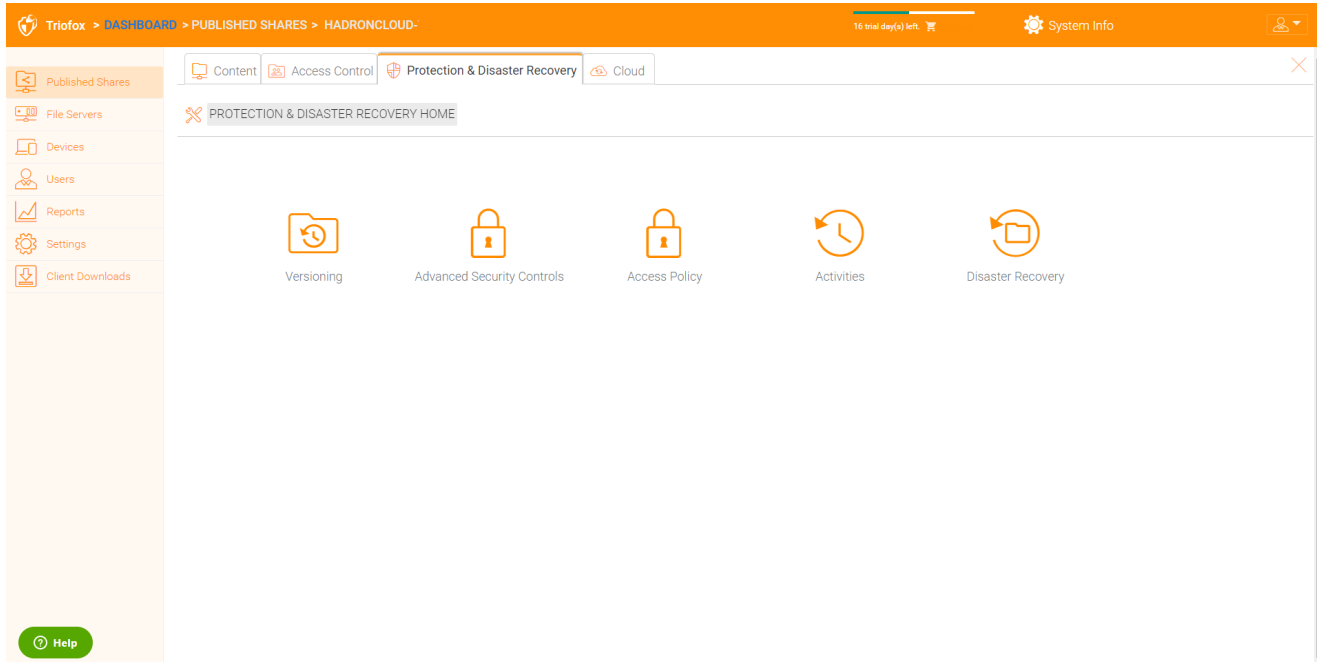 Triofox > DASHBOARD > PUBLISHED SHARES > HADRONCLOUD-
16 trial day(s) left.
System Info
Published Shares
File Servers
Devices
Users
Reports
Settings
Client Downloads
Content
Access Control
Protection & Disaster Recovery
Cloud
PROTECTION & DISASTER RECOVERY HOME
Versioning
Advanced Security Controls
Access Policy
Activities
Disaster Recovery
Help